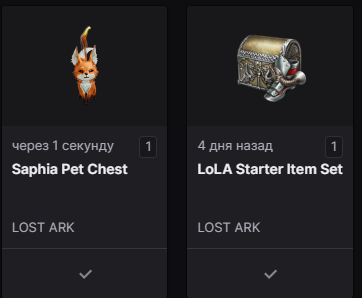 через 1 секунду 1
Saphia Pet Chest
LOST ARK
4 дня назад 1
LoLA Starter Item Set
LOST ARK